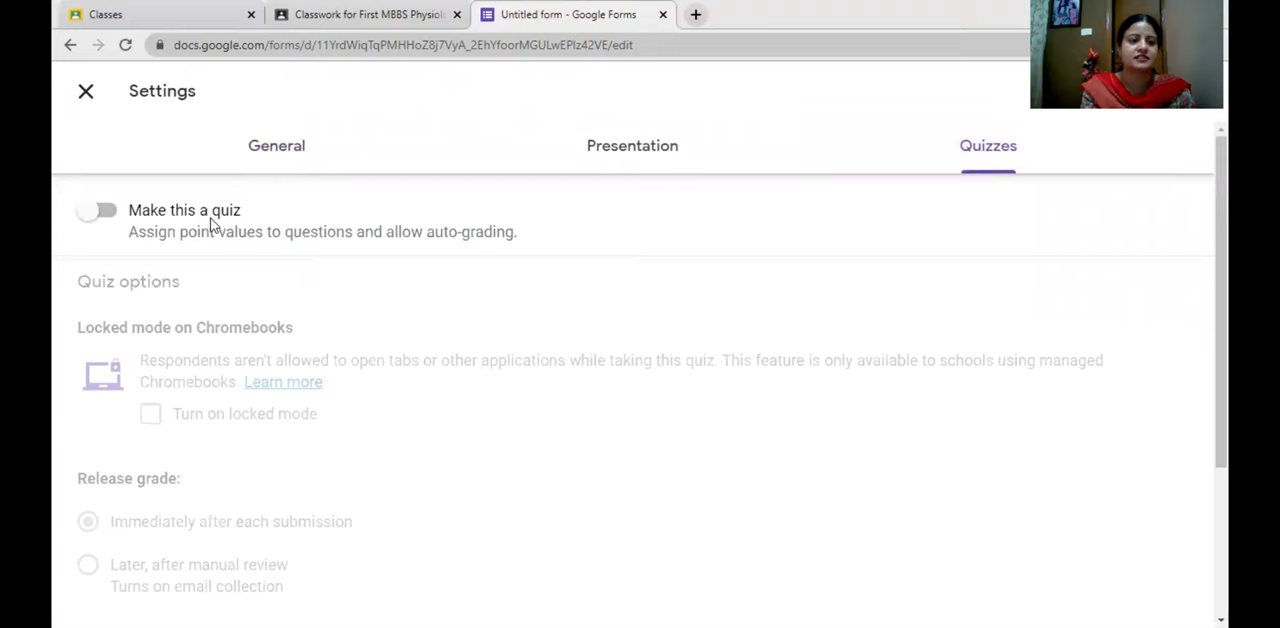 Classes
Classwork for First MBBS Physiol
Untitled form - Google Forms
docs.google.com/forms/d/11YrdWiqTqPMHHoZ8j7VyA_2EhYfoorMGULwEPlz42VE/edit
Settings
General
Presentation
Quizzes
Make this a quiz
Assign point values to questions and allow auto-grading.
Quiz options
Locked mode on Chromebooks
Respondents aren't allowed to open tabs or other applications while taking this quiz. This feature is only available to schools using managed
Chromebooks. Learn more
Turn on locked mode
Release grade:
Immediately after each submission
Later, after manual review
Turns on email collection